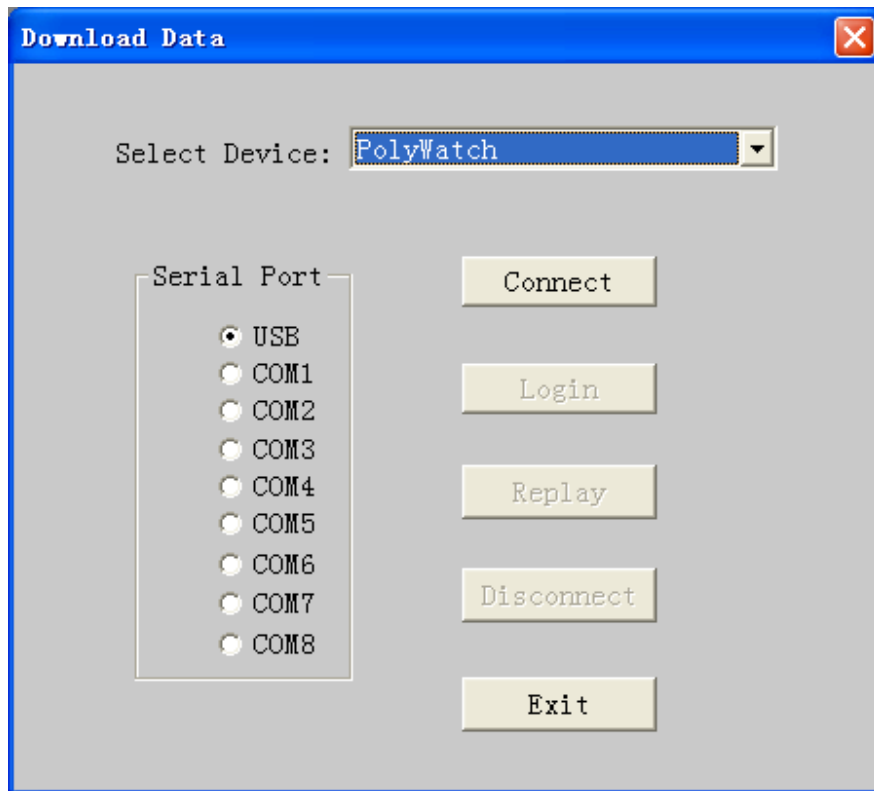 Download Data
Select Device: PolyWatch
Serial Port
USB
COM1
COM2
COM3
COM4
COM5
COM6
COM7
COM8
Connect
Login
Replay
Disconnect
Exit